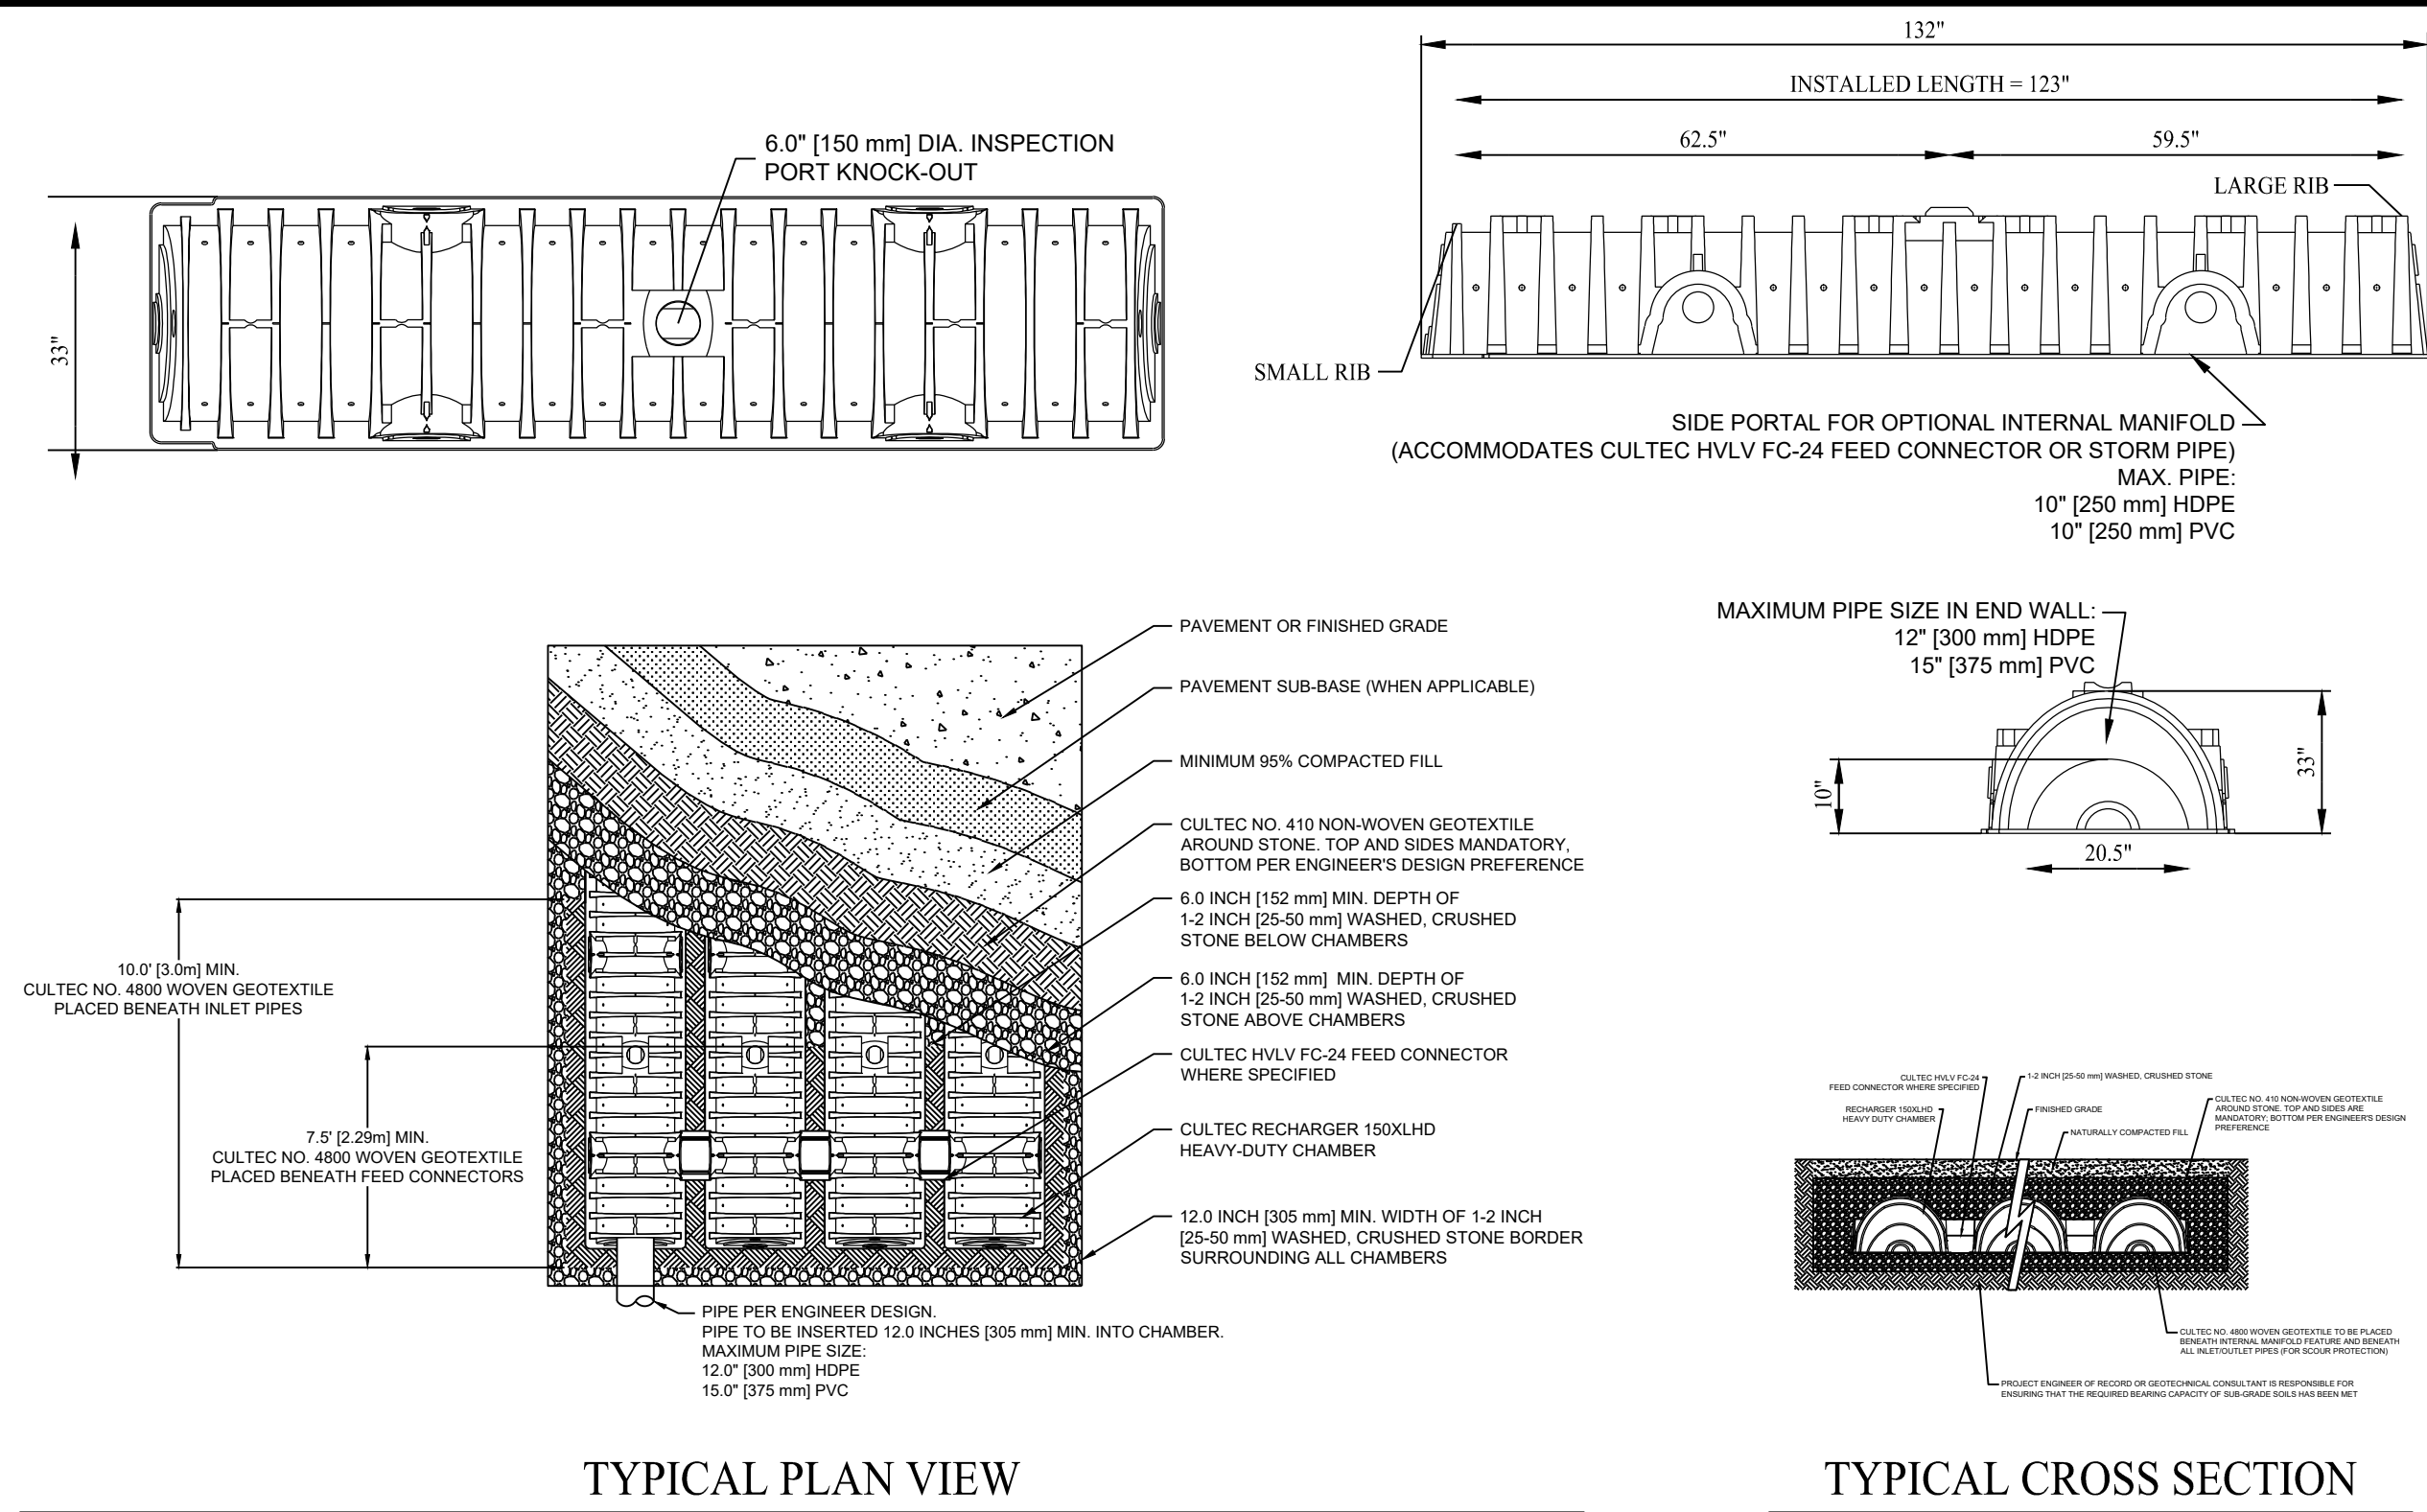 6.0" [150 mm] DIA. INSPECTION
PORT KNOCK-OUT
33"
132"
INSTALLED LENGTH = 123"
62.5"
59.5"
LARGE RIB
SMALL RIB
SIDE PORTAL FOR OPTIONAL INTERNAL MANIFOLD
(ACCOMMODATES CULTEC HVLV FC-24 FEED CONNECTOR OR STORM PIPE)
MAX. PIPE:
10" [250 mm] HDPE
10" [250 mm] PVC
PAVEMENT OR FINISHED GRADE
PAVEMENT SUB-BASE (WHEN APPLICABLE)
MINIMUM 95% COMPACTED FILL
CULTEC NO. 410 NON-WOVEN GEOTEXTILE
AROUND STONE. TOP AND SIDES MANDATORY,
BOTTOM PER ENGINEER'S DESIGN PREFERENCE
6.0 INCH [152 mm] MIN. DEPTH OF
1-2 INCH [25-50 mm] WASHED, CRUSHED
STONE BELOW CHAMBERS
6.0 INCH [152 mm] MIN. DEPTH OF
1-2 INCH [25-50 mm] WASHED, CRUSHED
STONE ABOVE CHAMBERS
CULTEC HVLV FC-24 FEED CONNECTOR
WHERE SPECIFIED
CULTEC RECHARGER 150XLHD
HEAVY-DUTY CHAMBER
12.0 INCH [305 mm] MIN. WIDTH OF 1-2 INCH
[25-50 mm] WASHED, CRUSHED STONE BORDER
SURROUNDING ALL CHAMBERS
10.0' [3.0m] MIN.
CULTEC NO. 4800 WOVEN GEOTEXTILE
PLACED BENEATH INLET PIPES
7.5' [2.29m] MIN.
CULTEC NO. 4800 WOVEN GEOTEXTILE
PLACED BENEATH FEED CONNECTORS
PIPE PER ENGINEER DESIGN.
PIPE TO BE INSERTED 12.0 INCHES [305 mm] MIN. INTO CHAMBER.
MAXIMUM PIPE SIZE:
12.0" [300 mm] HDPE
15.0" [375 mm] PVC
TYPICAL PLAN VIEW
MAXIMUM PIPE SIZE IN END WALL:
12" [300 mm] HDPE
15" [375 mm] PVC
10"
33"
20.5"
CULTEC HVLV FC-24
FEED CONNECTOR WHERE SPECIFIED
RECHARGER 150XLHD
HEAVY DUTY CHAMBER
1-2 INCH [25-50 mm] WASHED, CRUSHED STONE
FINISHED GRADE
NATURALLY COMPACTED FILL
CULTEC NO. 410 NON-WOVEN GEOTEXTILE
AROUND STONE. TOP AND SIDES ARE
MANDATORY; BOTTOM PER ENGINEER'S DESIGN
PREFERENCE
CULTEC NO. 4800 WOVEN GEOTEXTILE TO BE PLACED
BENEATH INTERNAL MANIFOLD FEATURE AND BENEATH
ALL INLET/OUTLET PIPES (FOR SCOUR PROTECTION)
PROJECT ENGINEER OF RECORD OR GEOTECHNICAL CONSULTANT IS RESPONSIBLE FOR
ENSURING THAT THE REQUIRED BEARING CAPACITY OF SUB-GRADE SOILS HAS BEEN MET
TYPICAL CROSS SECTION